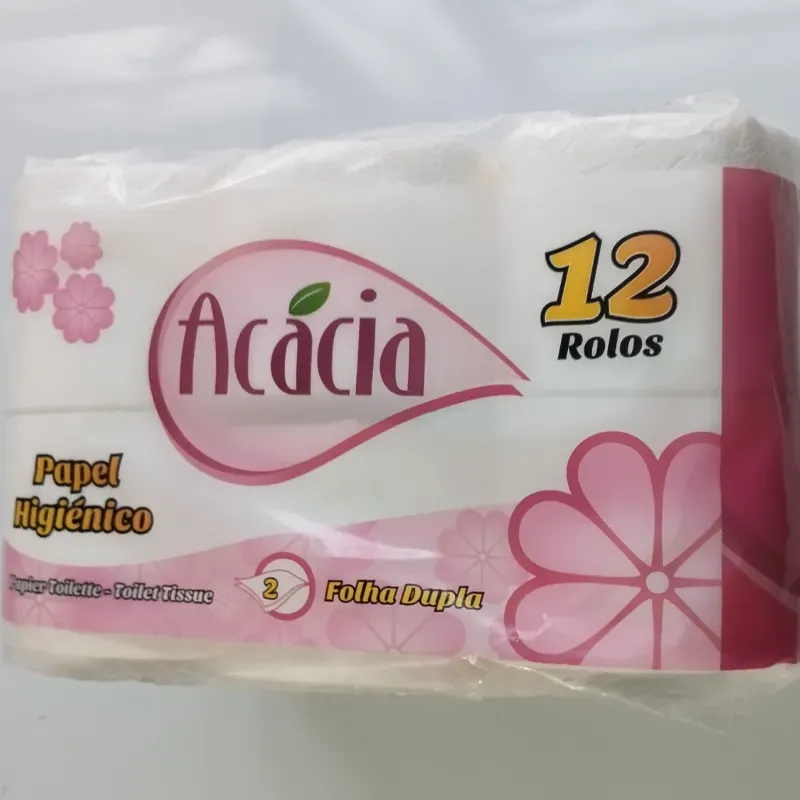 Acácia
12
Rolos
Papel
Higiénico
Papier Toilette - Toilet Tissue
2
Folha Dupla